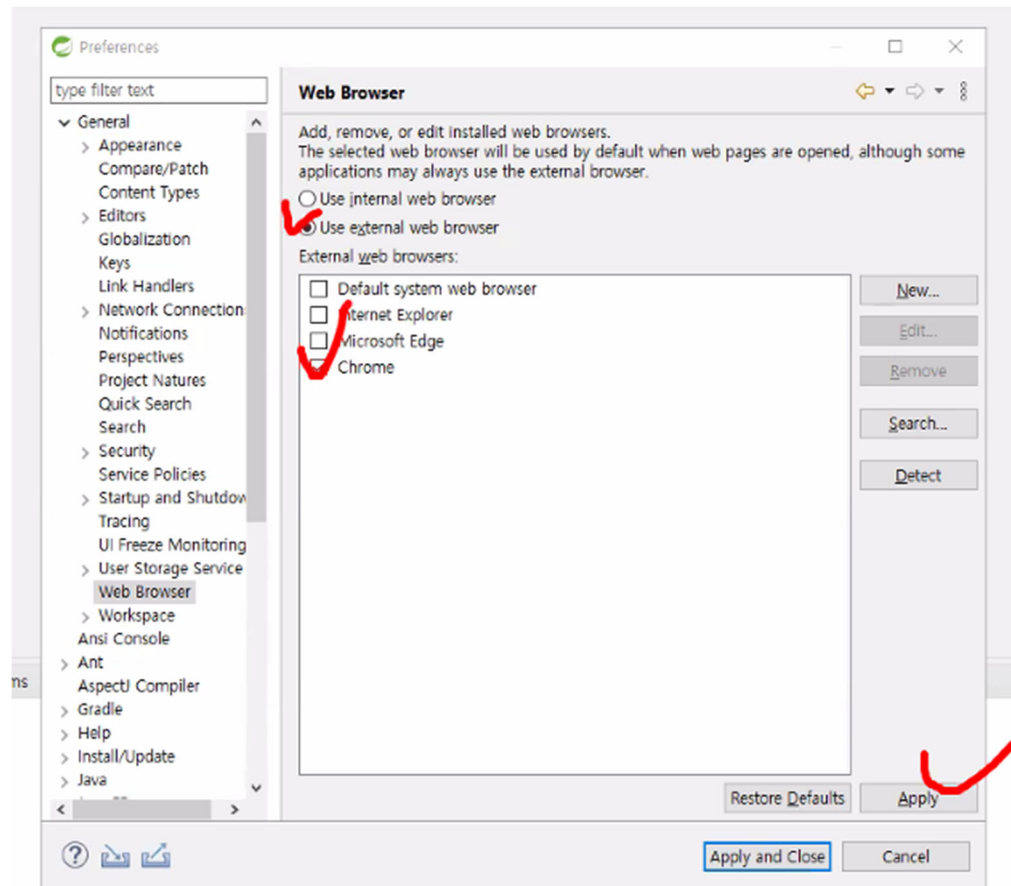 Preferences
type filter text
General
Appearance
Compare/Patch
Content Types
Editors
Globalization
Keys
Link Handlers
Network Connection
Notifications
Perspectives
Project Natures
Quick Search
Search
Security
Service Policies
Startup and Shutdow
Tracing
UI Freeze Monitoring
User Storage Service
Web Browser
Workspace
Ansi Console
Ant
AspectJ Compiler
Gradle
Help
Install/Update
Java
Web Browser
Add, remove, or edit installed web browsers.
The selected web browser will be used by default when web pages are opened, although some
applications may always use the external browser.
Use internal web browser
Use external web browser
External web browsers:
Default system web browser
Internet Explorer
Microsoft Edge
Chrome
New...
Edit...
Remove
Search...
Detect
Restore Defaults
Apply
Apply and Close
Cancel
ms